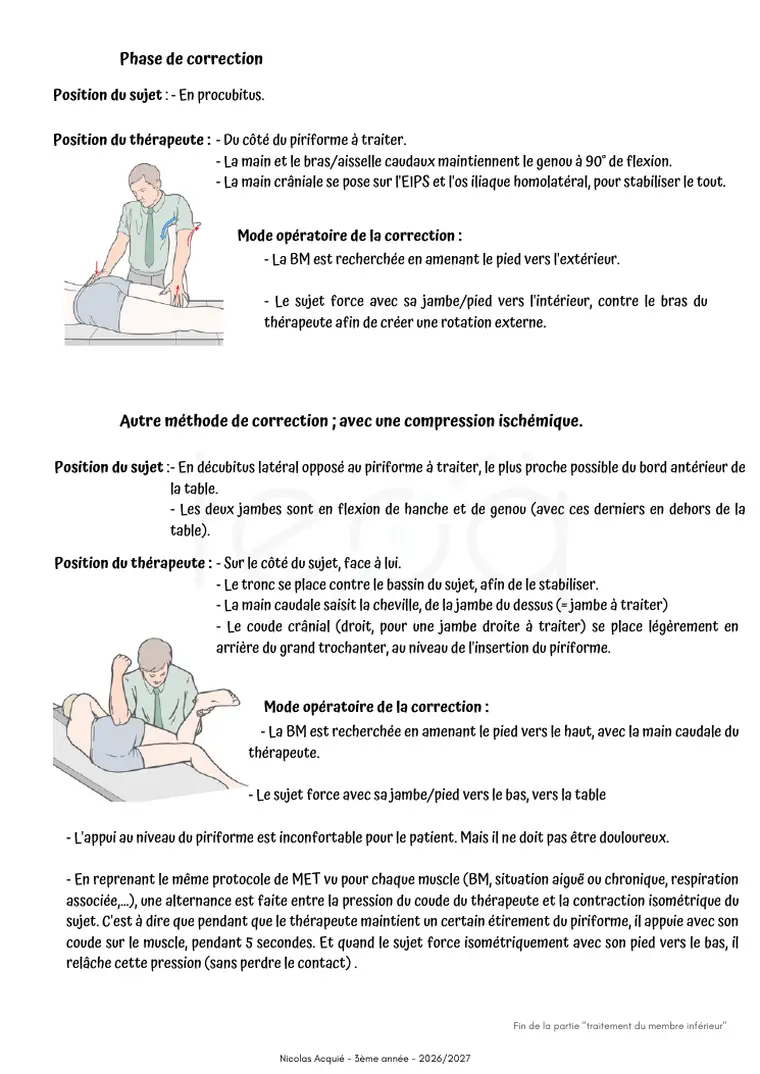 Phase de correction
Position du sujet : - En procubitus.
Position du thérapeute : - Du côté du piriforme à traiter.
- La main et le bras/aisselle caudaux maintiennent le genou à 90° de flexion.
- La main crâniale se pose sur l'EIPS et l'os iliaque homolatéral, pour stabiliser le tout.
Mode opératoire de la correction :
- La BM est recherchée en amenant le pied vers l'extérieur.
- Le sujet force avec sa jambe/pied vers l'intérieur, contre le bras du
thérapeute afin de créer une rotation externe.
Autre méthode de correction ; avec une compression ischémique.
Position du sujet :- En décubitus latéral opposé au piriforme à traiter, le plus proche possible du bord antérieur de
la table.
- Les deux jambes sont en flexion de hanche et de genou (avec ces derniers en dehors de la
table).
Position du thérapeute : - Sur le côté du sujet, face à lui.
- Le tronc se place contre le bassin du sujet, afin de le stabiliser.
- La main caudale saisit la cheville, de la jambe du dessus (=jambe à traiter)
- Le coude crânial (droit, pour une jambe droite à traiter) se place légèrement en
arrière du grand trochanter, au niveau de l'insertion du piriforme.
Mode opératoire de la correction :
- La BM est recherchée en amenant le pied vers le haut, avec la main caudale du
thérapeute.
- Le sujet force avec sa jambe/pied vers le bas, vers la table
- L'appui au niveau du piriforme est inconfortable pour le patient. Mais il ne doit pas être douloureux.
- En reprenant le même protocole de MET vu pour chaque muscle (BM, situation aiguë ou chronique, respiration
associée,...), une alternance est faite entre la pression du coude du thérapeute et la contraction isométrique du
sujet. C'est à dire que pendant que le thérapeute maintient un certain étirement du piriforme, il appuie avec son
coude sur le muscle, pendant 5 secondes. Et quand le sujet force isométriquement avec son pied vers le bas, il
relâche cette pression (sans perdre le contact) .
Fin de la partie "traitement du membre inférieur"
Nicolas Acquié - 3ème année - 2026/2027